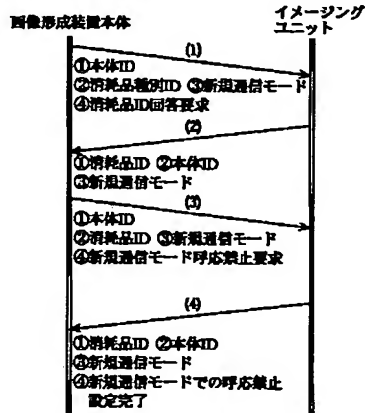 画像形成装置本体
イメージング
ユニット
(1)
①本体ID
②消耗品種別ID ③新規通信モード
④消耗品ID回答要求
(2)
①消耗品ID ②本体ID
③新規通信モード
(3)
①本体ID
②消耗品ID ③新規通信モード
④新規通信モード呼応禁止要求
(4)
①消耗品ID ②本体ID
③新規通信モード
④新規通信モードでの呼応禁止
設定完了